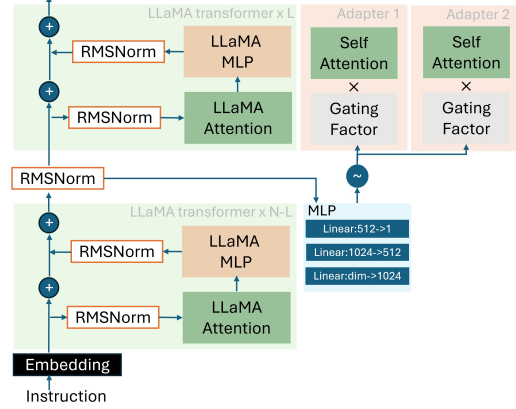 LLaMA transformer x L
Adapter 1
Adapter 2
RMSNorm
LLaMA
MLP
Self
Attention
Self
Attention
×
×
RMSNorm
LLaMA
Attention
Gating
Factor
Gating
Factor
+
+
RMSNorm
~
LLaMA transformer x N-L
MLP
Linear:512->1
Linear:1024->512
Linear:dim->1024
+
RMSNorm
LLaMA
MLP
+
RMSNorm
LLaMA
Attention
Embedding
Instruction